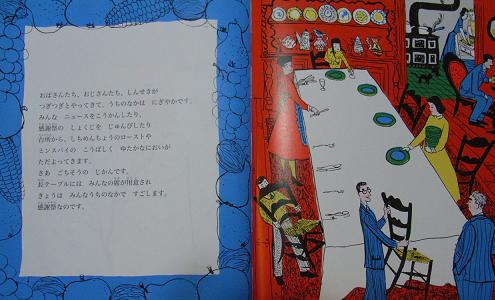 おばさんたち、おじさんたち、しんせきが
つぎつぎとやってきて、うちのなかは にぎやかです。
みんな ニュースをこうかんしたり、
感謝祭の しょくじを じゅんびしたり
台所から、しちめんちょうのローストや
ミンスパイの こうばしく ゆたかなにおいが
ただよってきます。
さあ ごちそうの じかんです。
長テーブルには みんなの席が用意され
きょうは みんなうちのなかで すごします。
感謝祭なのです。